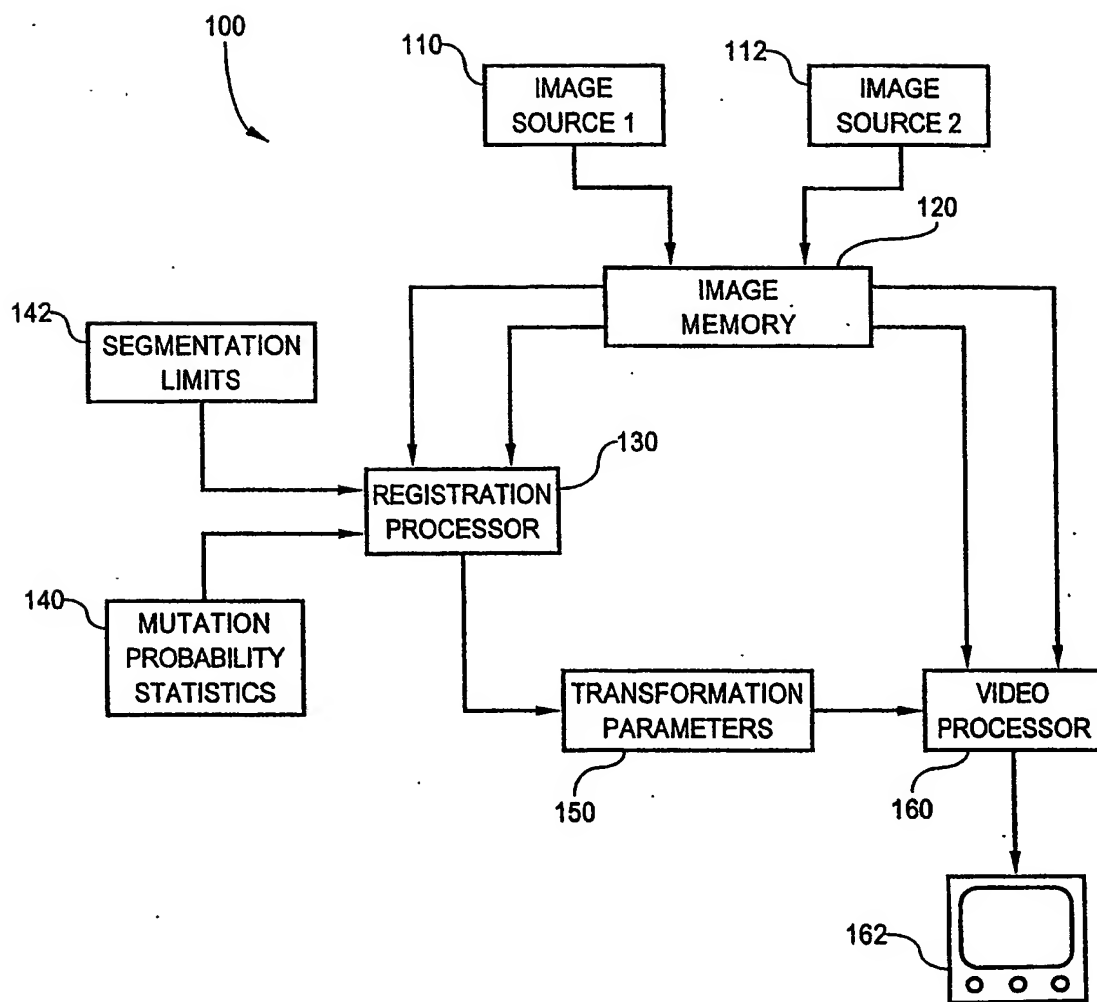 100
110
IMAGE
SOURCE 1
112
IMAGE
SOURCE 2
120
IMAGE
MEMORY
142
SEGMENTATION
LIMITS
130
REGISTRATION
PROCESSOR
140
MUTATION
PROBABILITY
STATISTICS
TRANSFORMATION
PARAMETERS
150
VIDEO
PROCESSOR
160
162